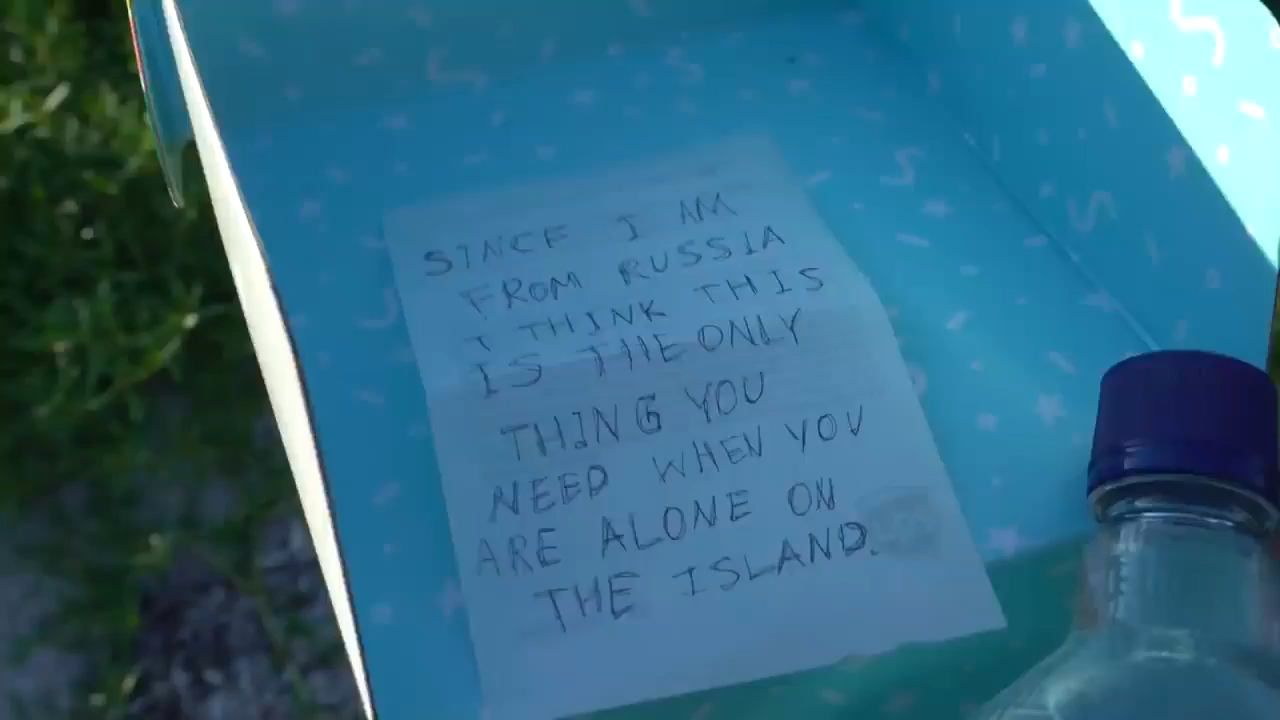 SINCE I AM
FROM RUSSIA
I THINK THIS
IS THE ONLY
THING YOU
NEED WHEN YOU
ARE ALONE ON
THE ISLAND.